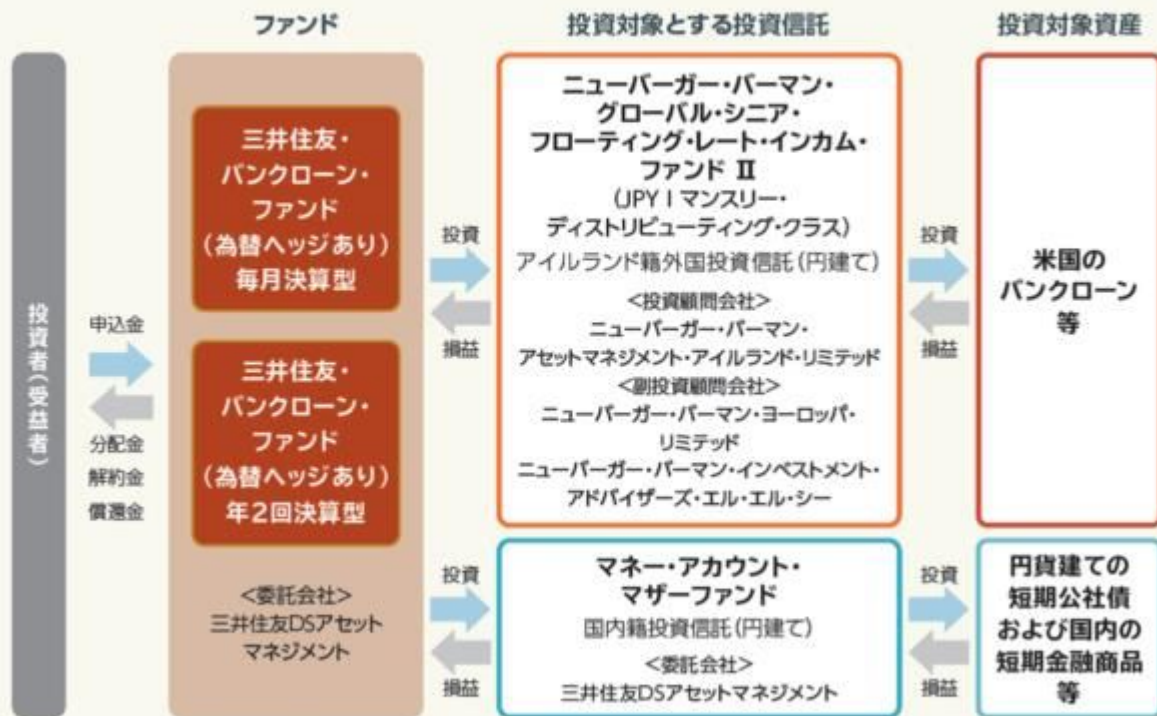 ファンド
投資対象とする投資信託
投資対象資産
投資者(受益者)
申込金
分配金
解約金
償還金
三井住友・
バンクローン・
ファンド
(為替ヘッジあり)
毎月決算型
三井住友・
バンクローン・
ファンド
(為替ヘッジあり)
年2回決算型
<委託会社>
三井住友DSアセット
マネジメント
投資
損益
ニューバーガー・バーマン・
グローバル・シニア・
フローティング・レート・インカム・
ファンド Ⅱ
(JPY I マンスリー・
ディストリビューティング・クラス)
アイルランド籍外国投資信託(円建て)
<投資顧問会社>
ニューバーガー・バーマン・
アセットマネジメント・アイルランド・リミテッド
<副投資顧問会社>
ニューバーガー・バーマン・ヨーロッパ・
リミテッド
ニューバーガー・バーマン・インベストメント・
アドバイザーズ・エル・エル・シー
投資
損益
米国の
バンクローン
等
投資
損益
マネー・アカウント・
マザーファンド
国内籍投資信託(円建て)
<委託会社>
三井住友DSアセットマネジメント
投資
損益
円貨建ての
短期公社債
および国内の
短期金融商品
等